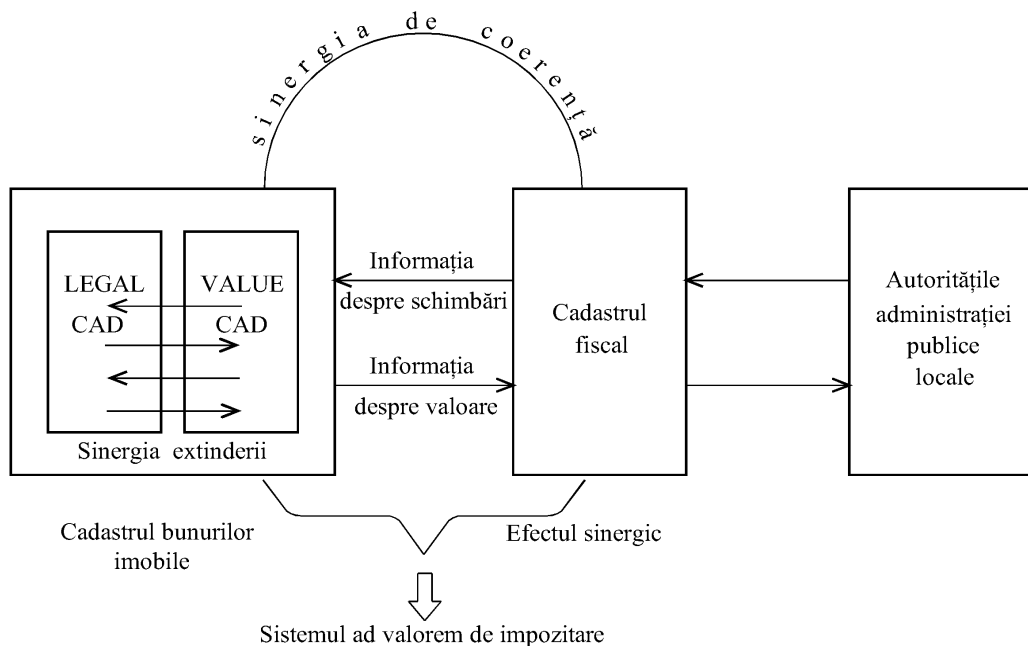 sinergia de coerență
LEGAL
CAD
VALUE
CAD
Sinergia extinderii
Informația
despre schimbări
Informația
despre valoare
Cadastrul
fiscal
Autoritățile
administrației
publice
locale
Cadastrul bunurilor
imobile
Efectul sinergic
Sistemul ad valorem de impozitare